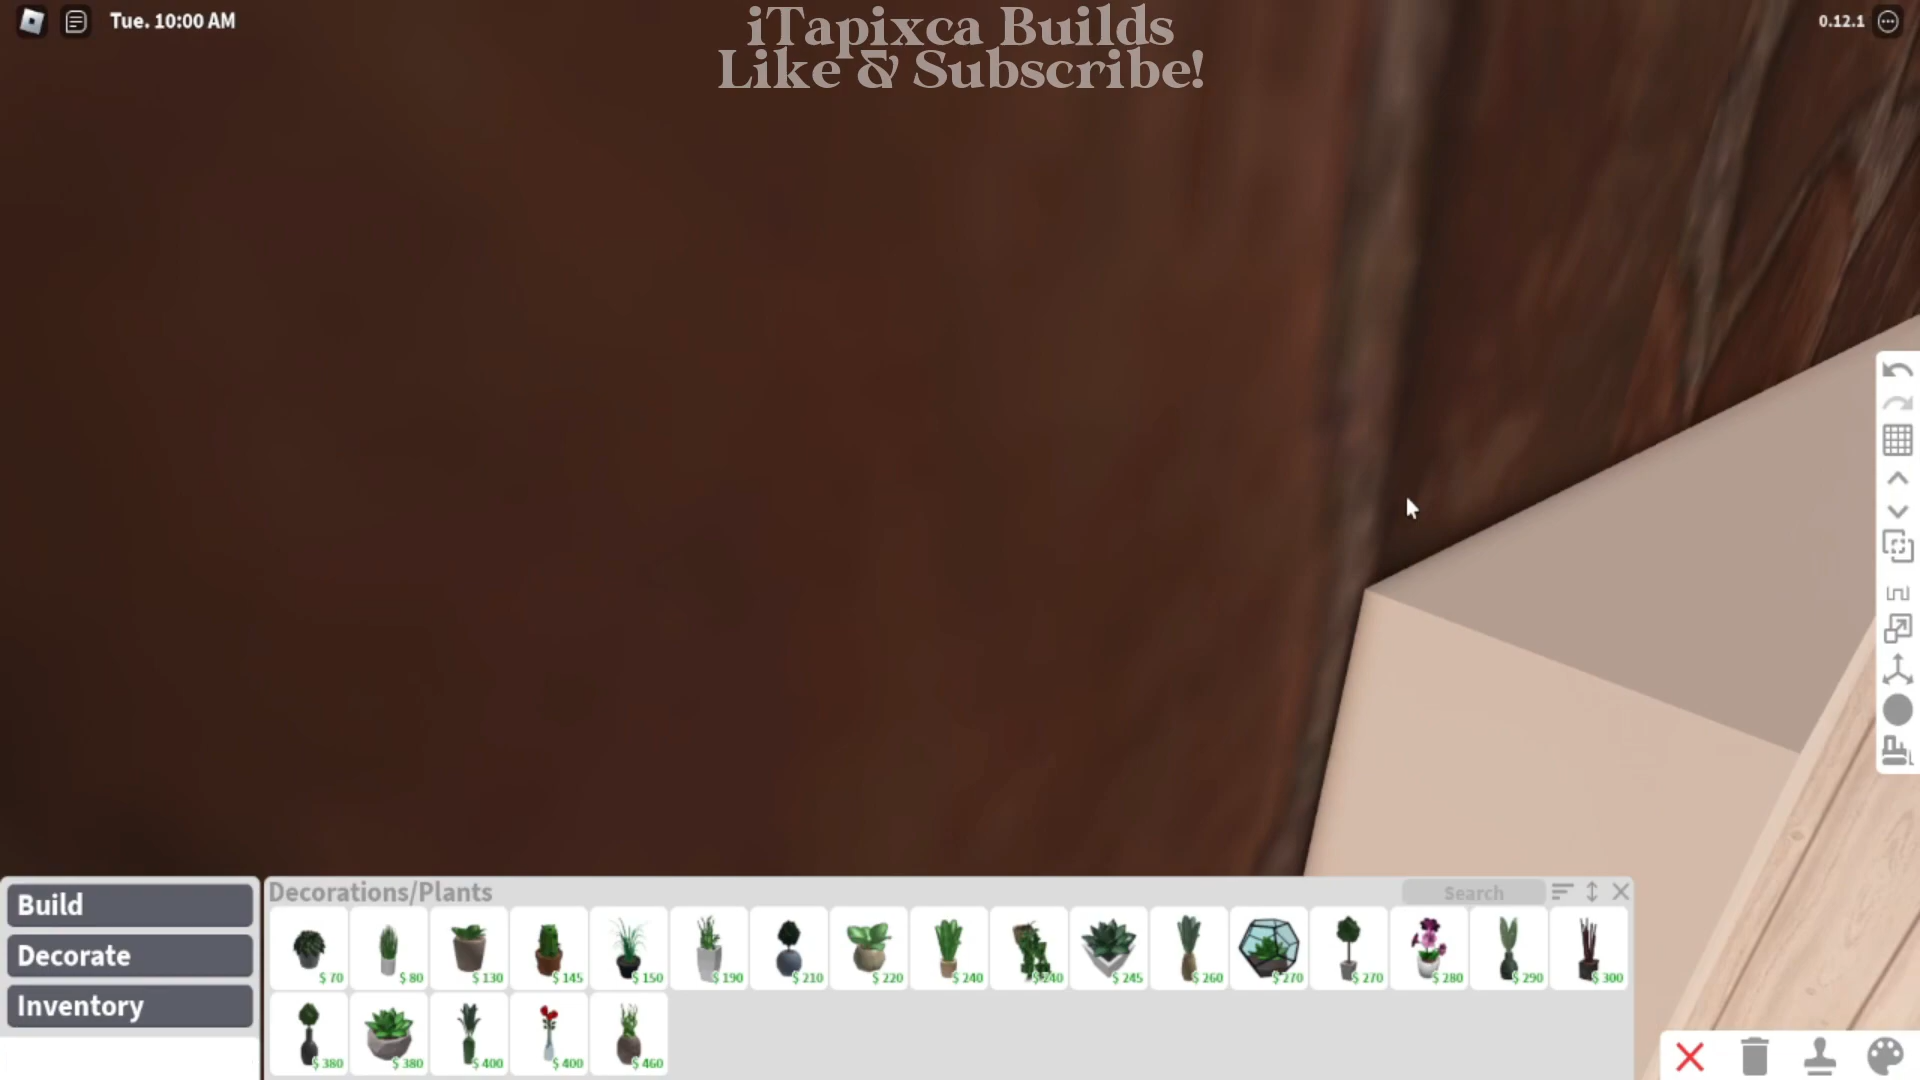 Tue. 10:00 AM
iTapixca Builds
Like & Subscribe!
0.12.1
Build
Decorate
Inventory
Decorations/Plants
Search
$ 70 $ 80 $ 130 $ 145 $ 150 $ 190 $ 210 $ 220 $ 240 $ 240 $ 245 $ 260 $ 270 $ 270 $ 280 $ 290 $ 300
$ 380 $ 380 $ 400 $ 400 $ 460